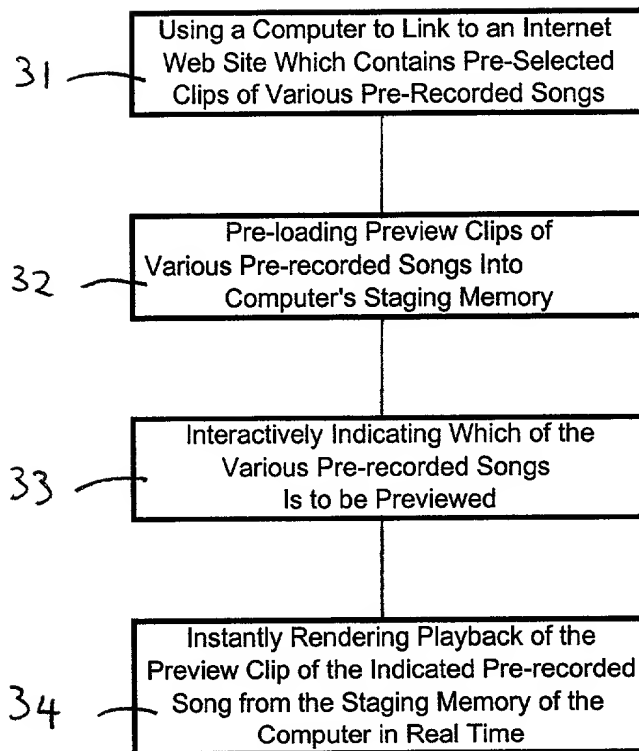 31
Using a Computer to Link to an Internet
Web Site Which Contains Pre-Selected
Clips of Various Pre-Recorded Songs
32
Pre-loading Preview Clips of
Various Pre-recorded Songs Into
Computer's Staging Memory
33
Interactively Indicating Which of the
Various Pre-recorded Songs
Is to be Previewed
34
Instantly Rendering Playback of the
Preview Clip of the Indicated Pre-recorded
Song from the Staging Memory of the
Computer in Real Time